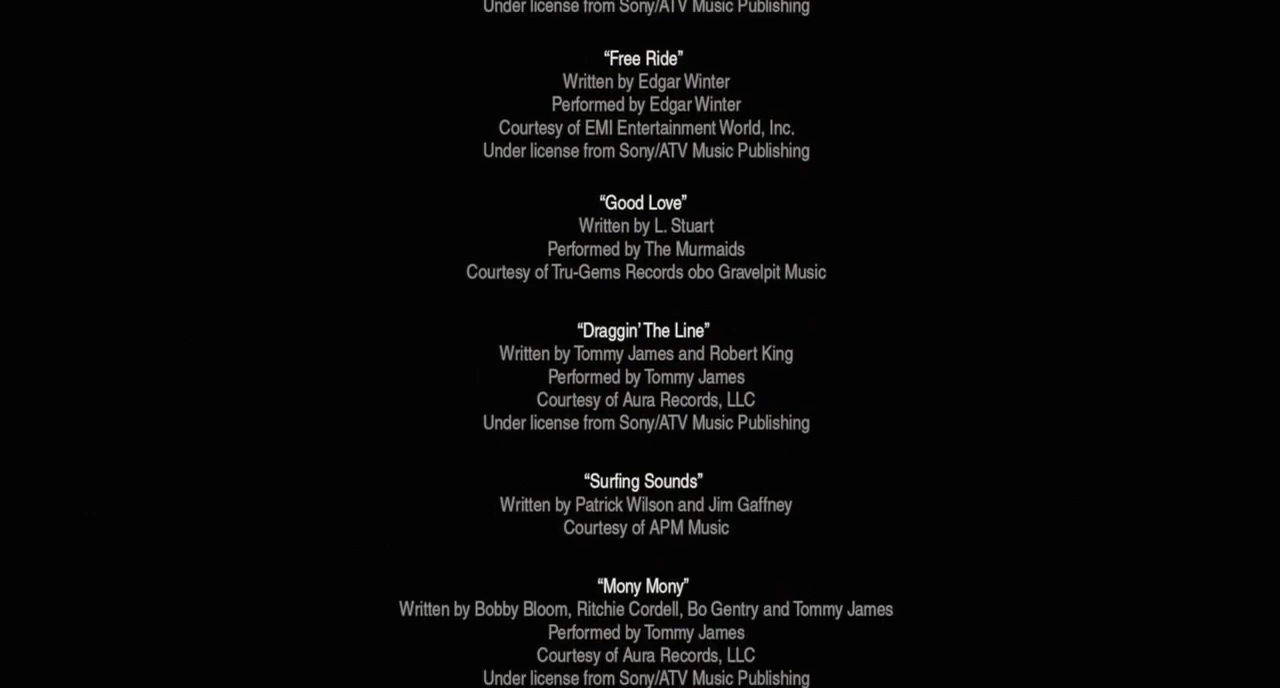 Under license from Sony/ATV Music Publishing
“Free Ride”
Written by Edgar Winter
Performed by Edgar Winter
Courtesy of EMI Entertainment World, Inc.
Under license from Sony/ATV Music Publishing
“Good Love”
Written by L. Stuart
Performed by The Murmaids
Courtesy of Tru-Gems Records obo Gravelpit Music
“Draggin’ The Line”
Written by Tommy James and Robert King
Performed by Tommy James
Courtesy of Aura Records, LLC
Under license from Sony/ATV Music Publishing
“Surfing Sounds”
Written by Patrick Wilson and Jim Gaffney
Courtesy of APM Music
“Mony Mony”
Written by Bobby Bloom, Ritchie Cordell, Bo Gentry and Tommy James
Performed by Tommy James
Courtesy of Aura Records, LLC
Under license from Sony/ATV Music Publishing